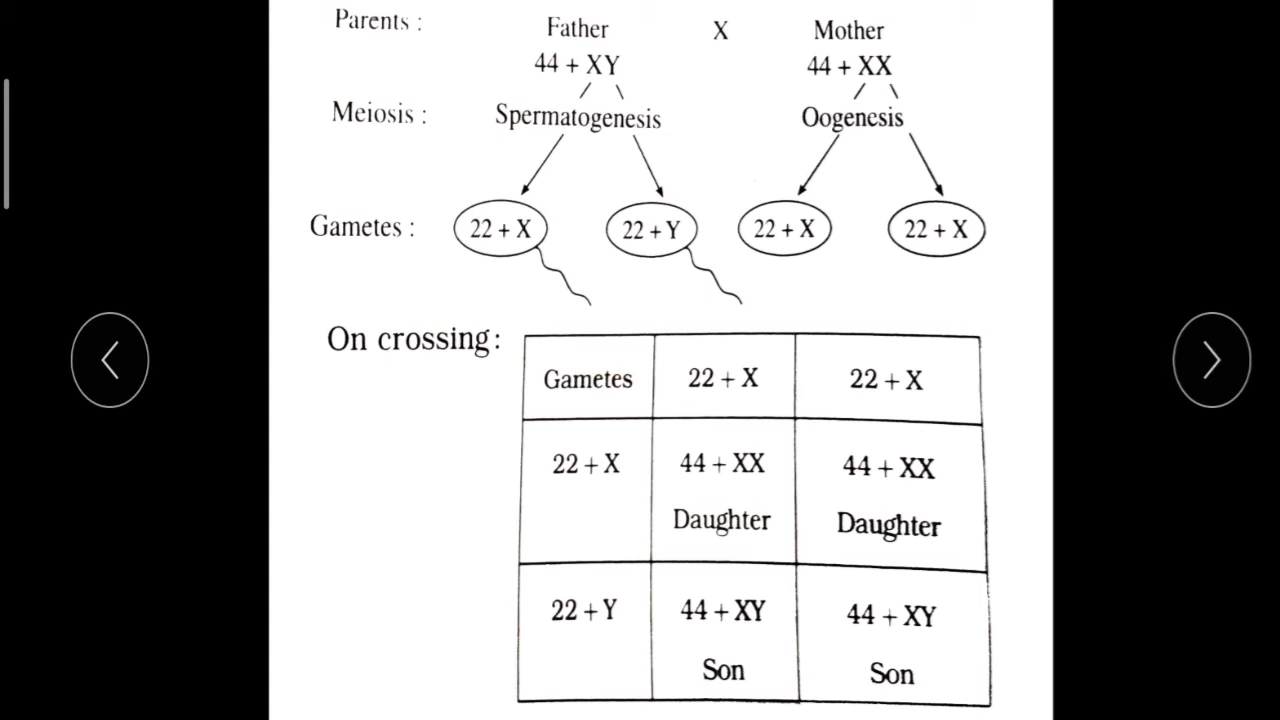 Parents : Father X Mother
44 + XY 44 + XX
Meiosis : Spermatogenesis Oogenesis
Gametes : 22 + X 22 + Y 22 + X 22 + X
On crossing:
Gametes 22 + X 22 + X
22 + X 44 + XX 44 + XX
Daughter Daughter
22 + Y 44 + XY 44 + XY
Son Son